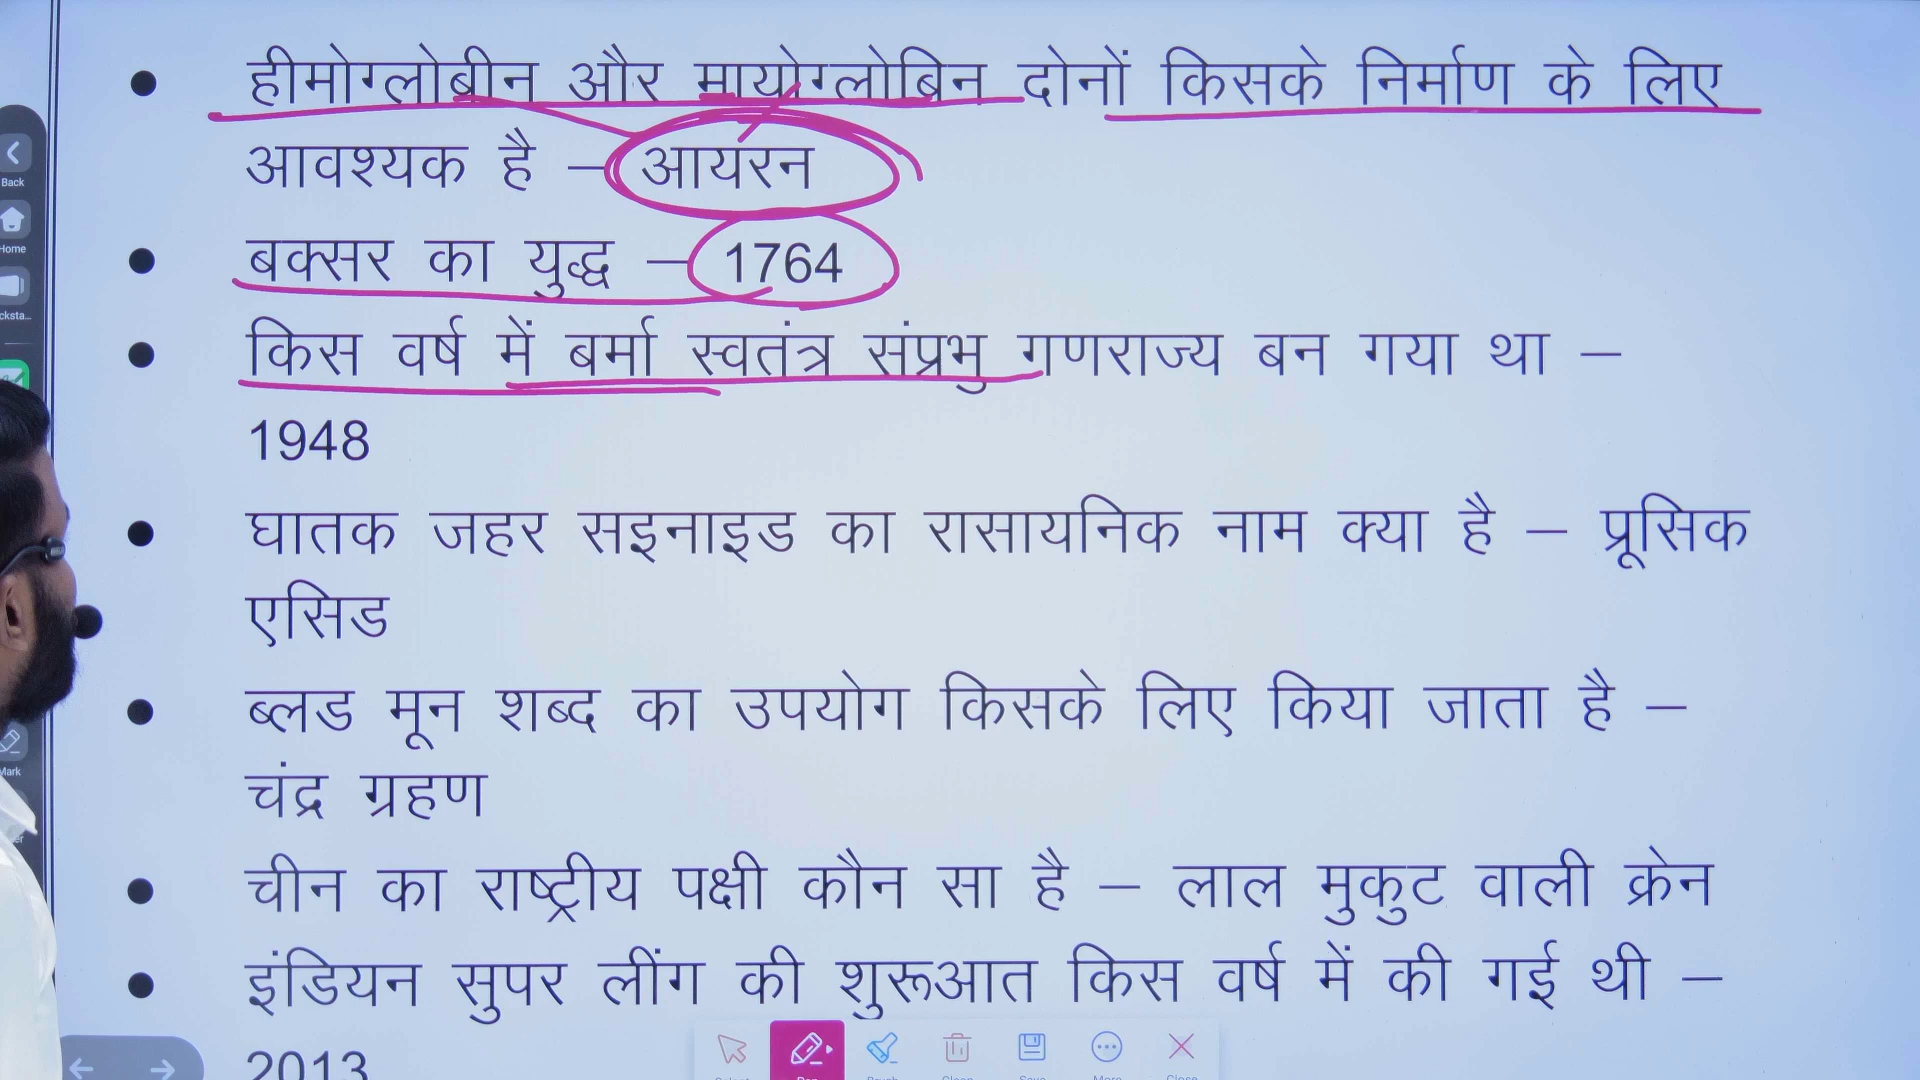 हीमोग्लोबीन और मायोग्लोबिन दोनों किसके निर्माण के लिए
आवश्यक है – आयरन
बक्सर का युद्ध – 1764
किस वर्ष में बर्मा स्वतंत्र संप्रभु गणराज्य बन गया था –
1948
घातक जहर सइनाइड का रासायनिक नाम क्या है – प्रूसिक
एसिड
ब्लड मून शब्द का उपयोग किसके लिए किया जाता है –
चंद्र ग्रहण
चीन का राष्ट्रीय पक्षी कौन सा है – लाल मुकुट वाली क्रेन
इंडियन सुपर लींग की शुरूआत किस वर्ष में की गई थी –
2013
Back
Home
Mark